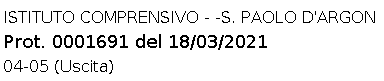 ISTITUTO COMPRENSIVO - -S. PAOLO D'ARGON
Prot. 0001691 del 18/03/2021
04-05 (Uscita)